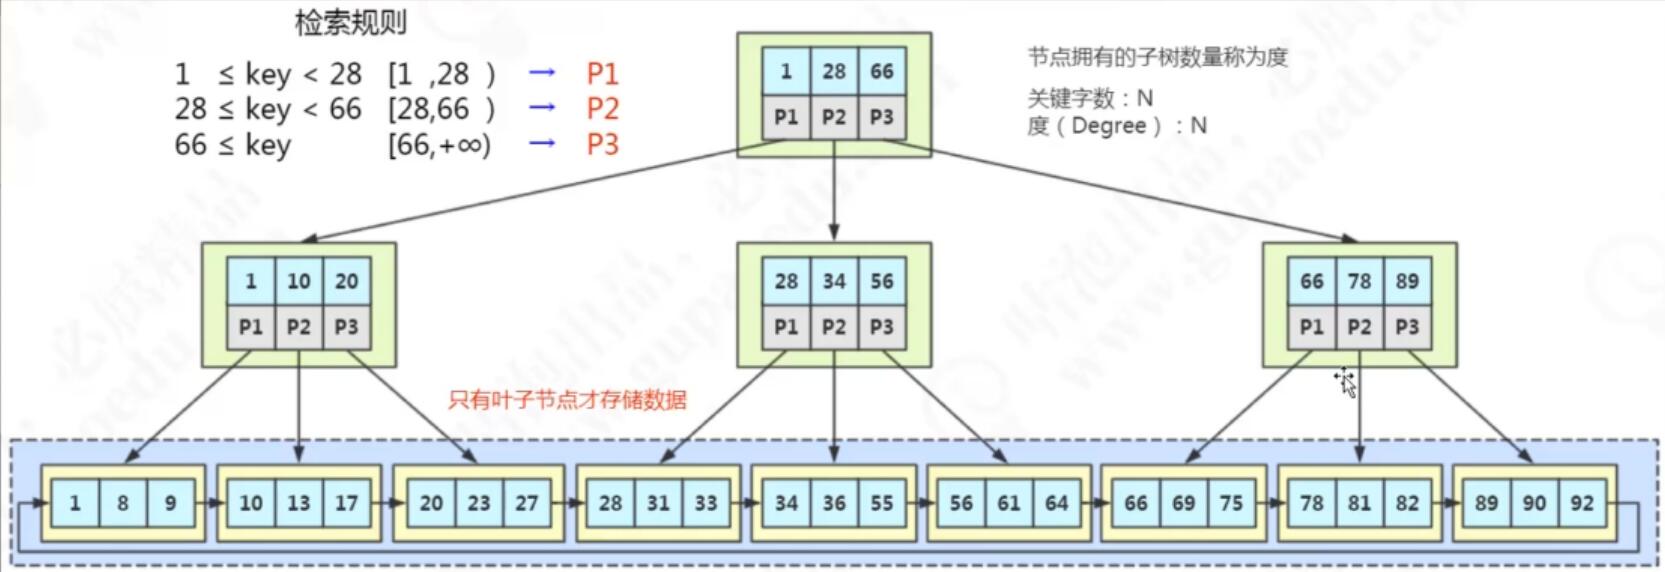 检索规则
1 ≤ key < 28 [1 ,28 ) → P1
28 ≤ key < 66 [28,66 ) → P2
66 ≤ key [66,+∞) → P3
节点拥有的子树数量称为度
关键字数：N
度（Degree）：N
1 28 66
P1 P2 P3
1 10 20
P1 P2 P3
28 34 56
P1 P2 P3
66 78 89
P1 P2 P3
只有叶子节点才存储数据
1 8 9 10 13 17 20 23 27 28 31 33 34 36 55 56 61 64 66 69 75 78 81 82 89 90 92